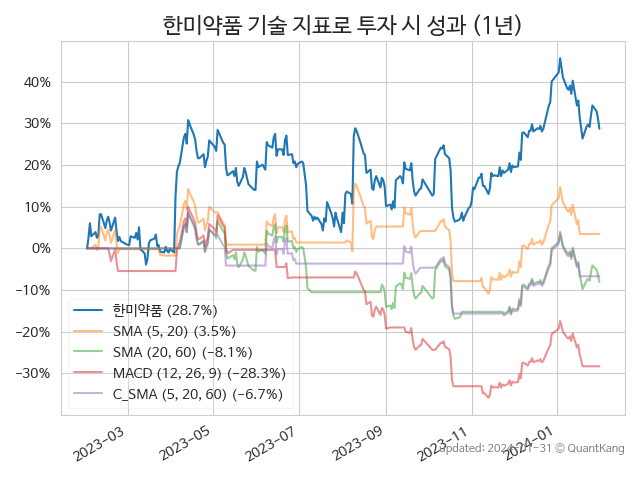 한미약품 기술 지표로 투자 시 성과 (1년)
40%
30%
20%
10%
0%
−10%
−20%
−30%
한미약품 (28.7%)
SMA (5, 20) (3.5%)
SMA (20, 60) (−8.1%)
MACD (12, 26, 9) (−28.3%)
C_SMA (5, 20, 60) (−6.7%)
2023-03
2023-05
2023-07
2023-09
2023-11
2024-01
updated: 2024-01-31 © QuantKang